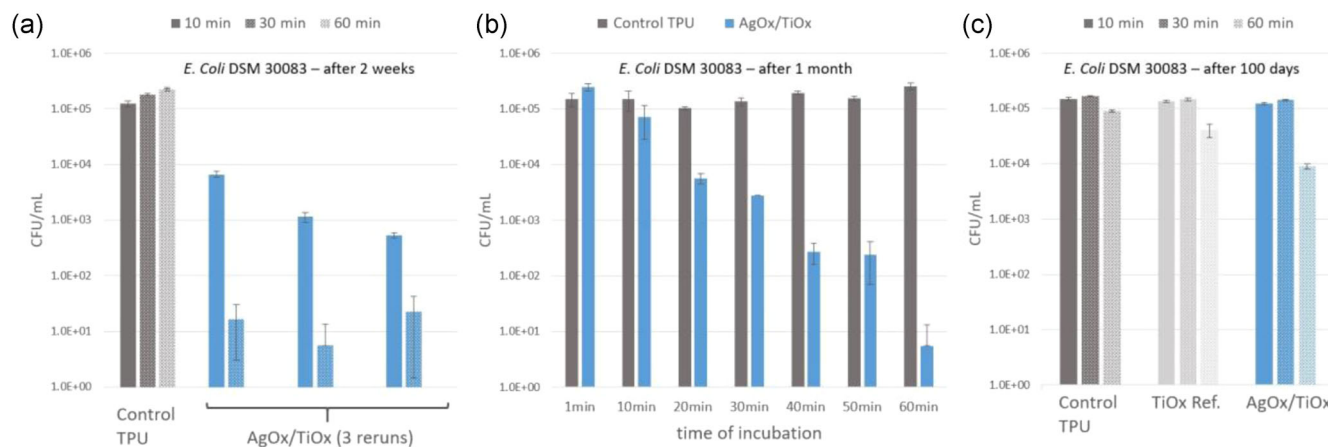 (a)
10 min 30 min 60 min
E. Coli DSM 30083 – after 2 weeks
CFU/mL
1.0E+06
1.0E+05
1.0E+04
1.0E+03
1.0E+02
1.0E+01
1.0E+00
Control
TPU
AgOx/TiOx (3 reruns)
(b)
Control TPU AgOx/TiOx
E. Coli DSM 30083 – after 1 month
CFU/mL
1.0E+06
1.0E+05
1.0E+04
1.0E+03
1.0E+02
1.0E+01
1.0E+00
1min 10min 20min 30min 40min 50min 60min
time of incubation
(c)
10 min 30 min 60 min
E. Coli DSM 30083 – after 100 days
CFU/mL
1.0E+06
1.0E+05
1.0E+04
1.0E+03
1.0E+02
1.0E+01
1.0E+00
Control
TPU
TiOx Ref.
AgOx/TiOx